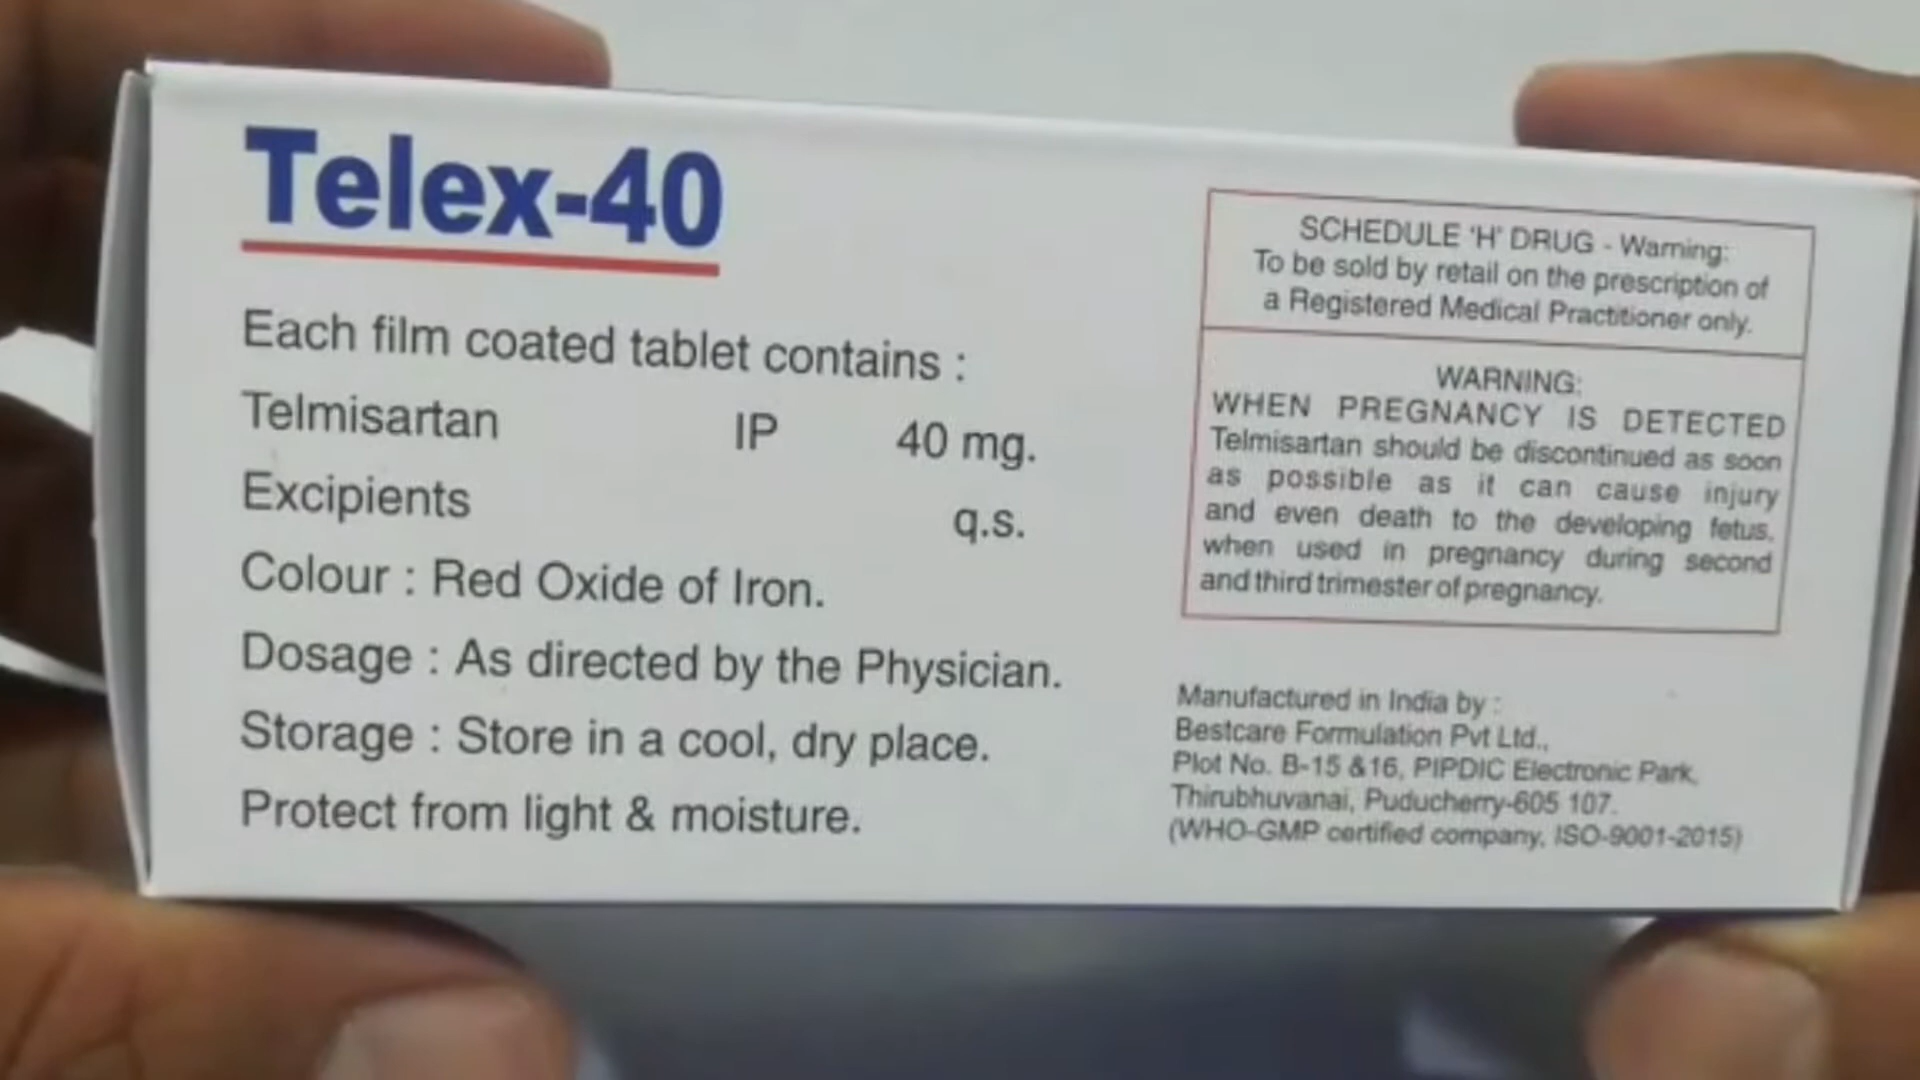 Telex-40
Each film coated tablet contains :
Telmisartan IP 40 mg.
Excipients q.s.
Colour : Red Oxide of Iron.
Dosage : As directed by the Physician.
Storage : Store in a cool, dry place.
Protect from light & moisture.
SCHEDULE 'H' DRUG - Warning:
To be sold by retail on the prescription of
a Registered Medical Practitioner only.
WARNING:
WHEN PREGNANCY IS DETECTED
Telmisartan should be discontinued as soon
as possible as it can cause injury
and even death to the developing fetus,
when used in pregnancy during second
and third trimester of pregnancy.
Manufactured in India by :
Bestcare Formulation Pvt Ltd.,
Plot No. B-15 &16, PIPDIC Electronic Park,
Thirubhuvanai, Puducherry-605 107.
(WHO-GMP certified company, ISO-9001-2015)